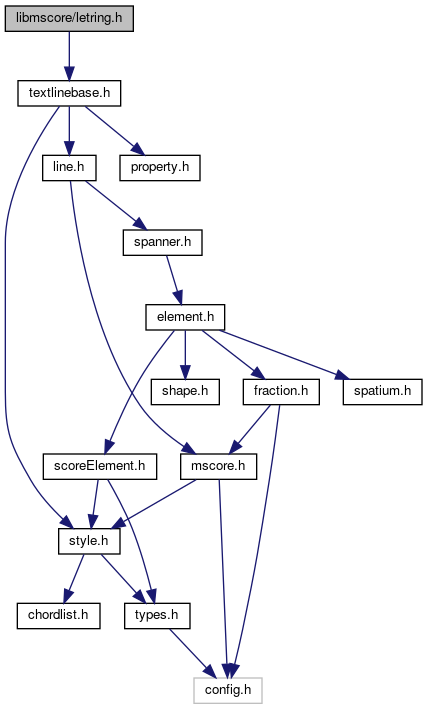 libmscore/letring.h
textlinebase.h
line.h
property.h
spanner.h
element.h
shape.h
fraction.h
spatium.h
scoreElement.h
mscore.h
style.h
chordlist.h
types.h
config.h